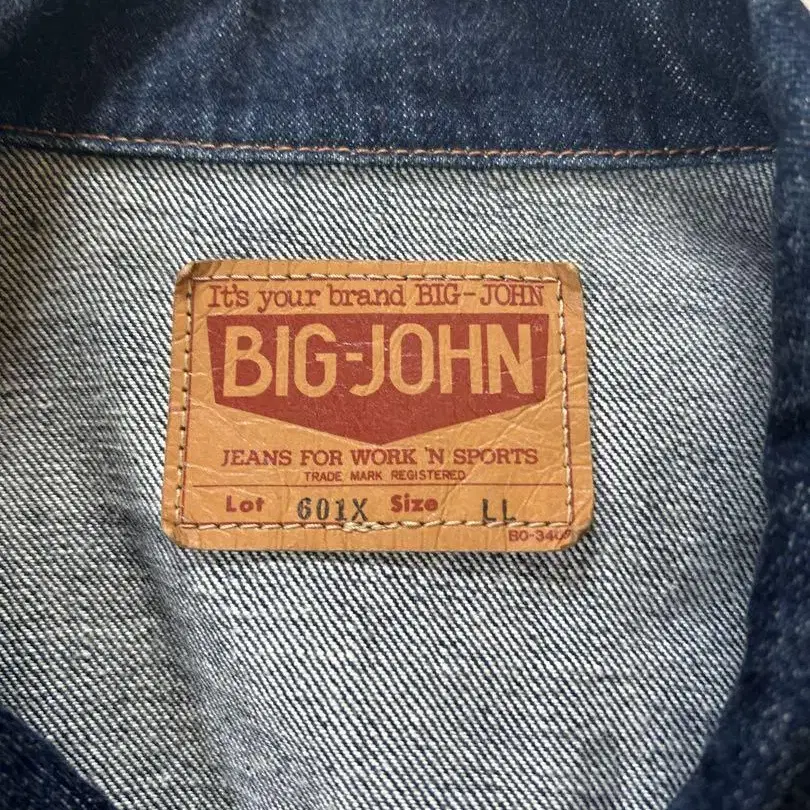 It's your brand BIG-JOHN
BIG-JOHN
JEANS FOR WORK 'N SPORTS
TRADE MARK REGISTERED
Lot 601X Size LL